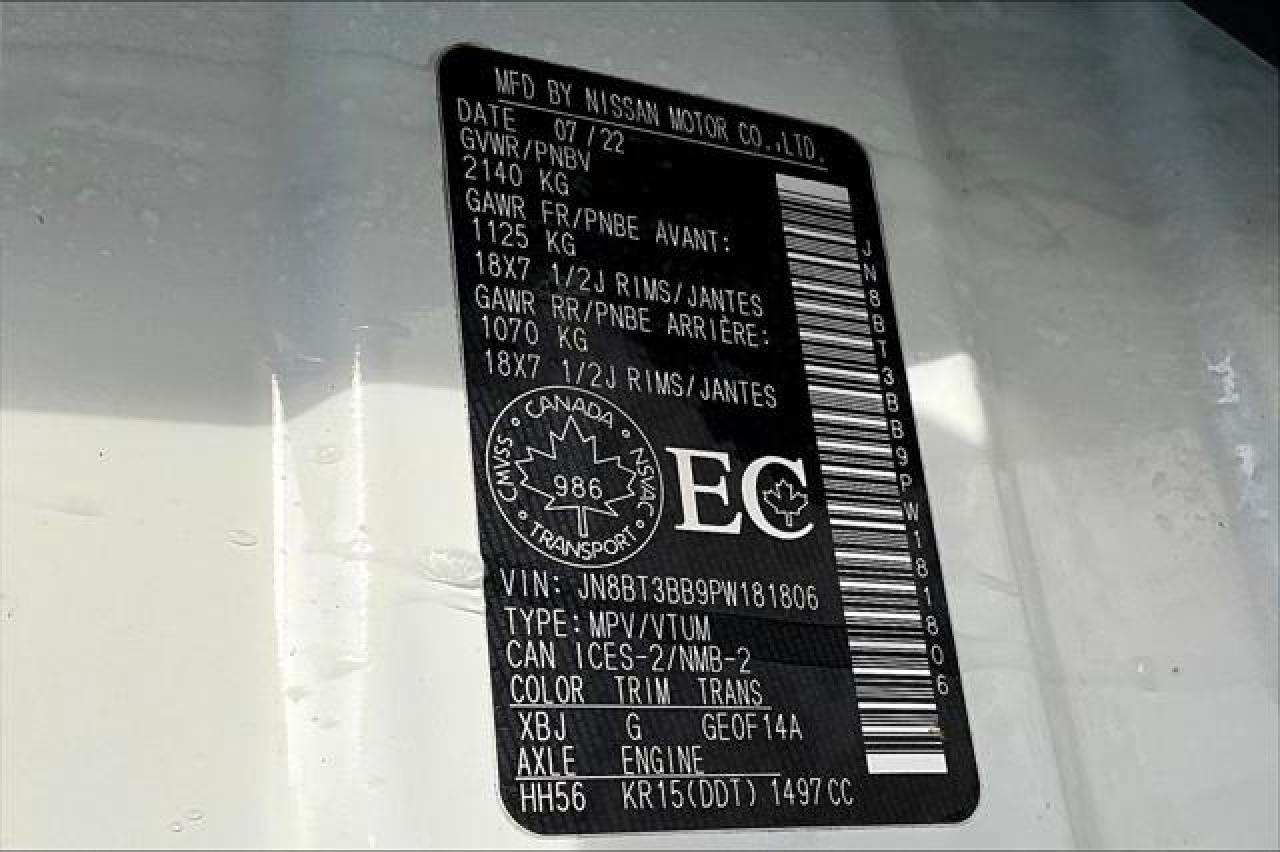 MFD BY NISSAN MOTOR CO.,LTD.
DATE 07/22
GVWR/PNBV
2140 KG
GAWR FR/PNBE AVANT:
1125 KG
18X7 1/2J RIMS/JANTES
GAWR RR/PNBE ARRIÈRE:
1070 KG
18X7 1/2J RIMS/JANTES
CANADA
CMVSS
NSVAC
986
TRANSPORT
EC
VIN: JN8BT3BB9PW181806
TYPE: MPV/VTUM
CAN ICES-2/NMB-2
COLOR TRIM TRANS
XBJ G GE0F14A
AXLE ENGINE
HH56 KR15(DDT) 1497CC
JN8BT3BB9PW181806